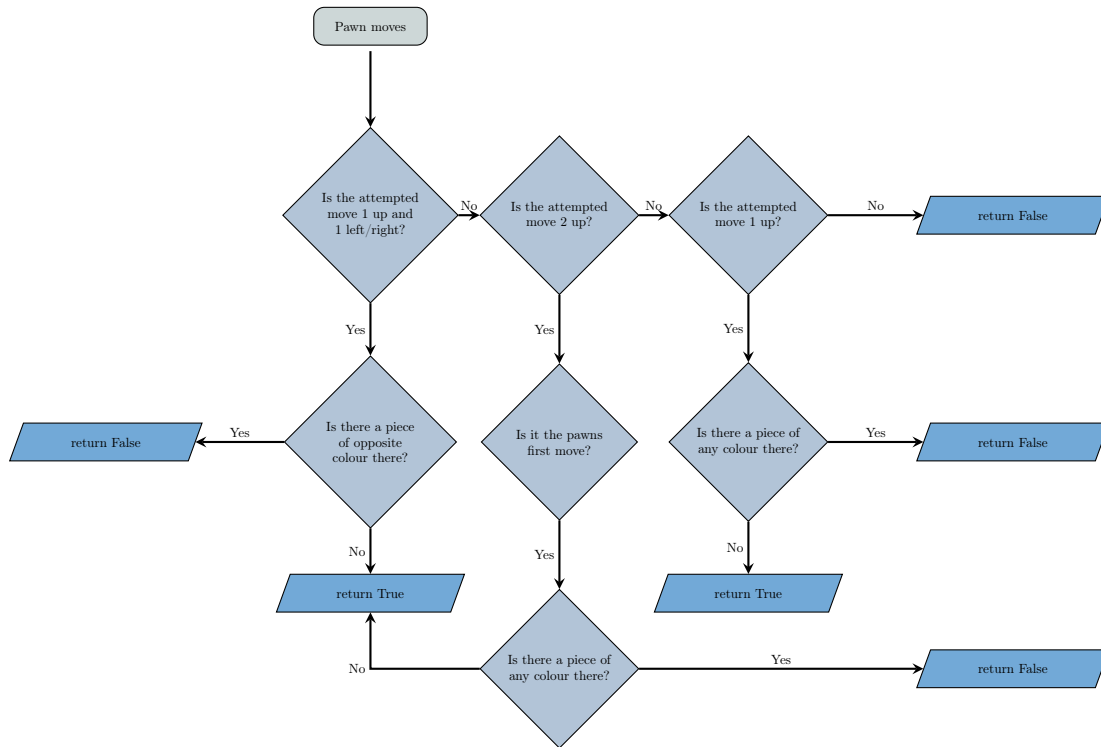 Pawn moves
Is the attempted
move 1 up and
1 left/right?
No
Is the attempted
move 2 up?
No
Is the attempted
move 1 up?
No
return False
Yes
Yes
Yes
return False
Yes
Is there a piece
of opposite
colour there?
Is it the pawns
first move?
Is there a piece of
any colour there?
Yes
return False
No
Yes
No
return True
return True
No
Is there a piece of
any colour there?
Yes
return False